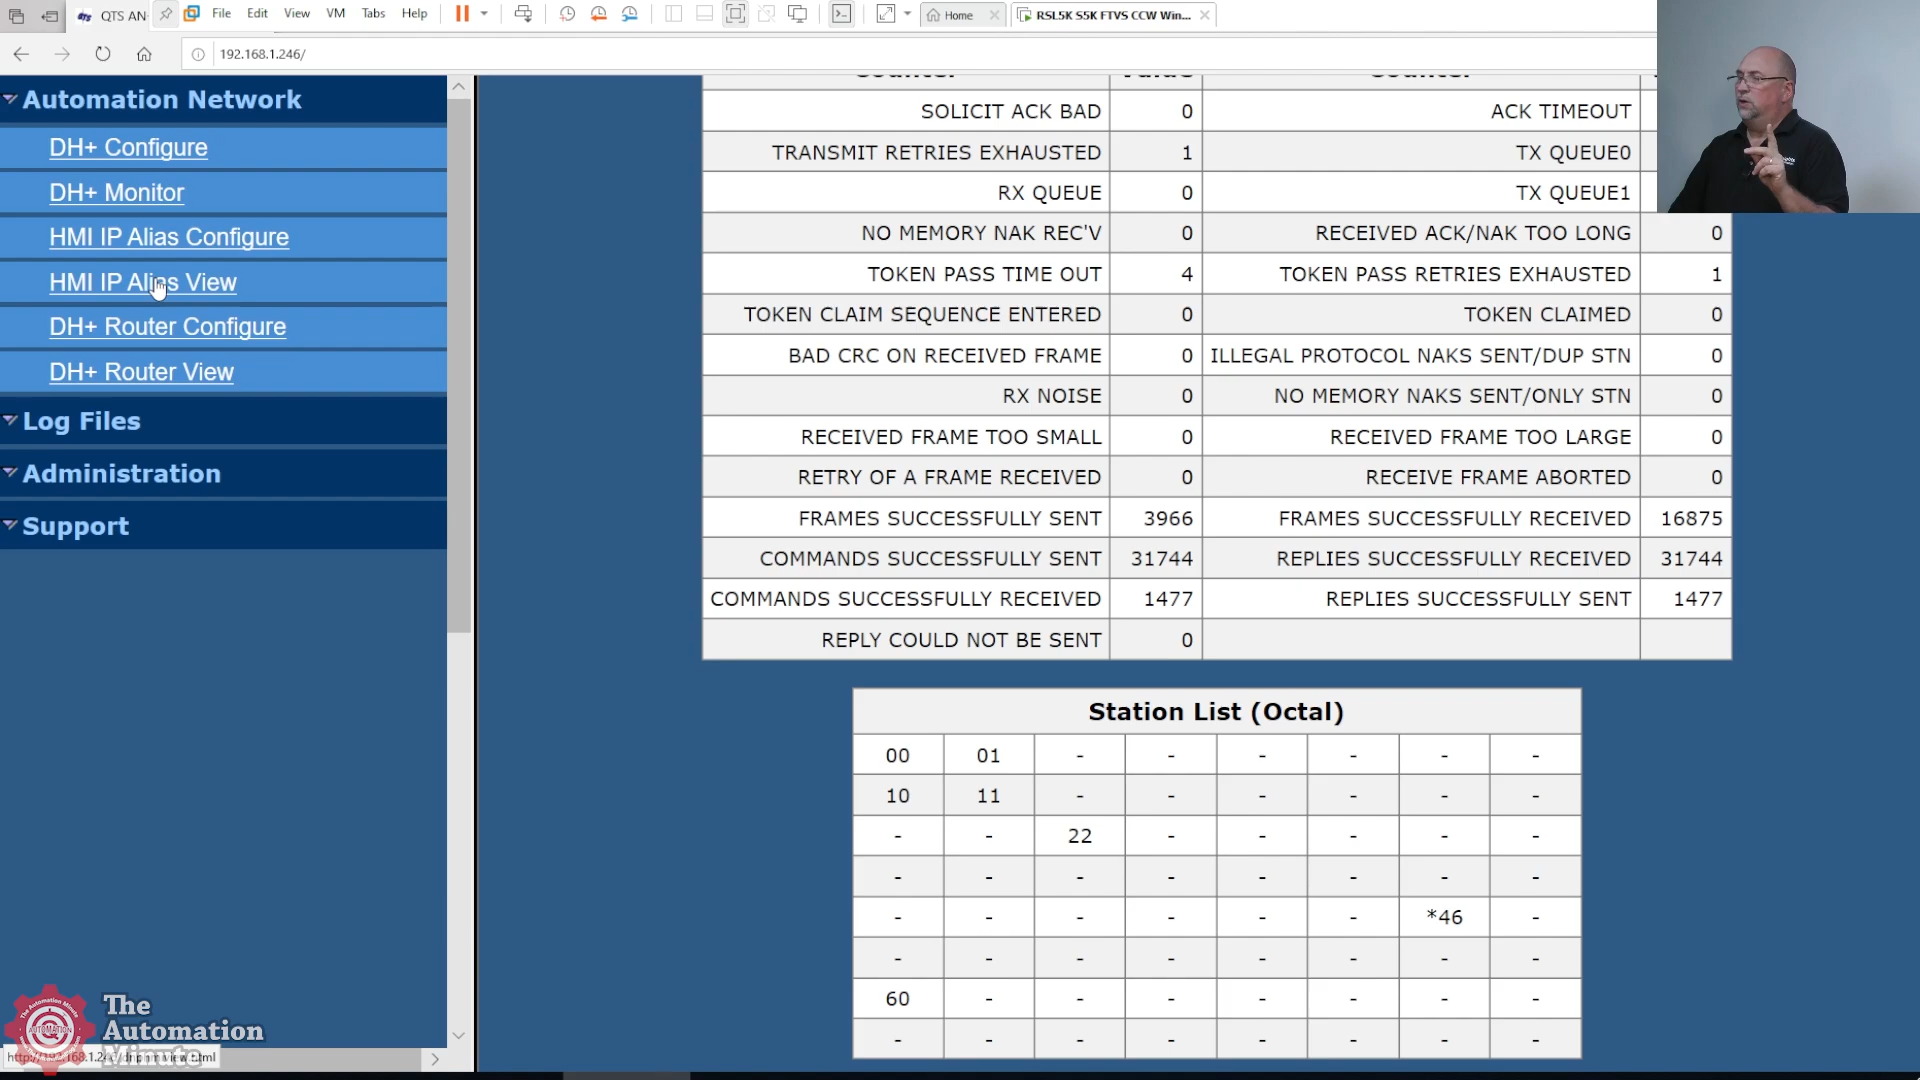 QTS AN
File Edit View VM Tabs Help
Home
RSL5K S5K FTVS CCW Win...
192.168.1.246/
Automation Network
DH+ Configure
DH+ Monitor
HMI IP Alias Configure
HMI IP Alias View
DH+ Router Configure
DH+ Router View
Log Files
Administration
Support
Counter Value Counter
SOLICIT ACK BAD 0 ACK TIMEOUT
TRANSMIT RETRIES EXHAUSTED 1 TX QUEUE0
RX QUEUE 0 TX QUEUE1
NO MEMORY NAK REC'V 0 RECEIVED ACK/NAK TOO LONG 0
TOKEN PASS TIME OUT 4 TOKEN PASS RETRIES EXHAUSTED 1
TOKEN CLAIM SEQUENCE ENTERED 0 TOKEN CLAIMED 0
BAD CRC ON RECEIVED FRAME 0 ILLEGAL PROTOCOL NAKS SENT/DUP STN 0
RX NOISE 0 NO MEMORY NAKS SENT/ONLY STN 0
RECEIVED FRAME TOO SMALL 0 RECEIVED FRAME TOO LARGE 0
RETRY OF A FRAME RECEIVED 0 RECEIVE FRAME ABORTED 0
FRAMES SUCCESSFULLY SENT 3966 FRAMES SUCCESSFULLY RECEIVED 16875
COMMANDS SUCCESSFULLY SENT 31744 REPLIES SUCCESSFULLY RECEIVED 31744
COMMANDS SUCCESSFULLY RECEIVED 1477 REPLIES SUCCESSFULLY SENT 1477
REPLY COULD NOT BE SENT 0
Station List (Octal)
00 01 - - - - - -
10 11 - - - - - -
- - 22 - - - - -
- - - - - - - -
- - - - - - *46 -
- - - - - - - -
60 - - - - - - -
- - - - - - - -
The
Automation
Minute
AUTOMATION